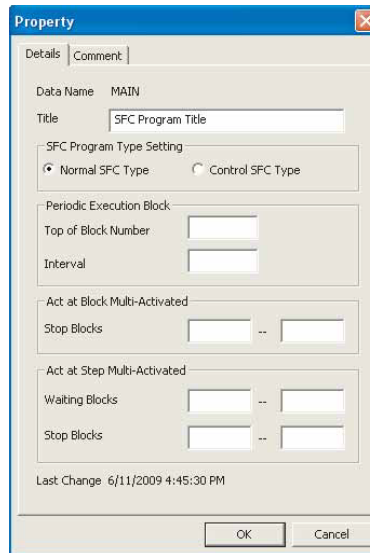 Property
Details Comment
Data Name MAIN
Title SFC Program Title
SFC Program Type Setting
Normal SFC Type Control SFC Type
Periodic Execution Block
Top of Block Number
Interval
Act at Block Multi-Activated
Stop Blocks --
Act at Step Multi-Activated
Waiting Blocks --
Stop Blocks --
Last Change 6/11/2009 4:45:30 PM
OK Cancel